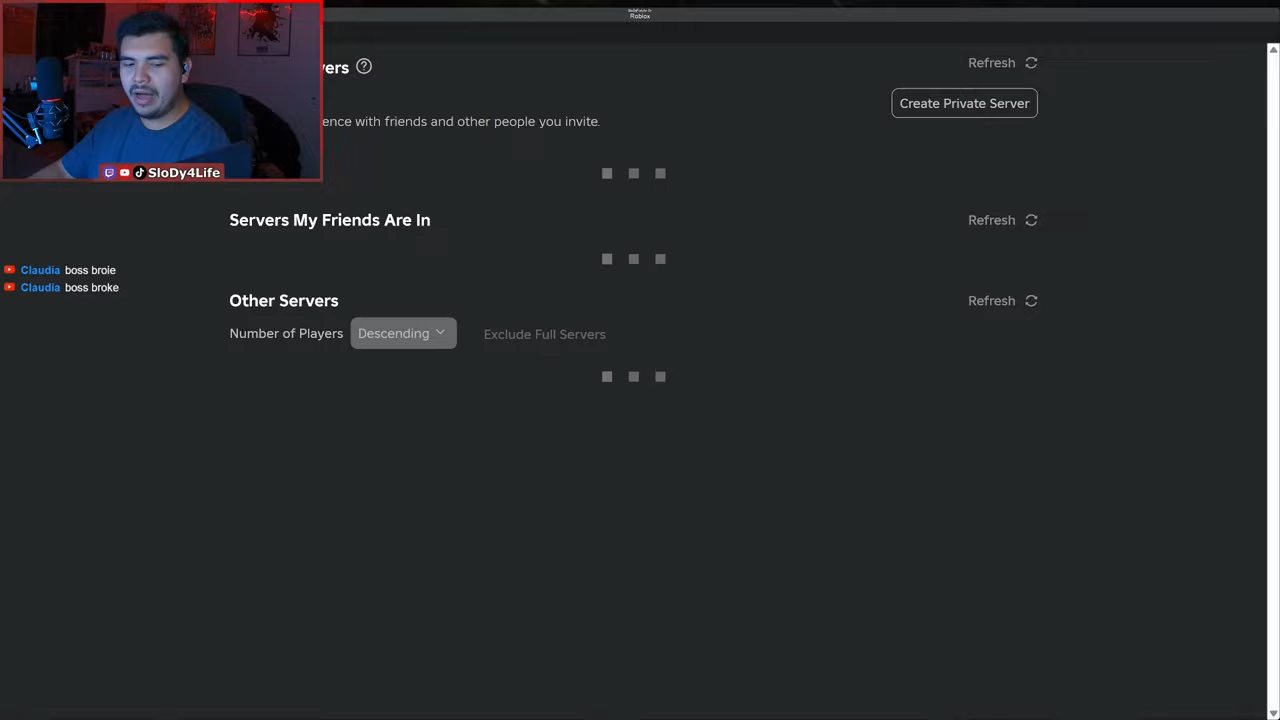 Roblox
vers
Refresh
Create Private Server
ence with friends and other people you invite.
SloDy4Life
Servers My Friends Are In
Refresh
Claudia boss broie
Claudia boss broke
Other Servers
Refresh
Number of Players Descending Exclude Full Servers